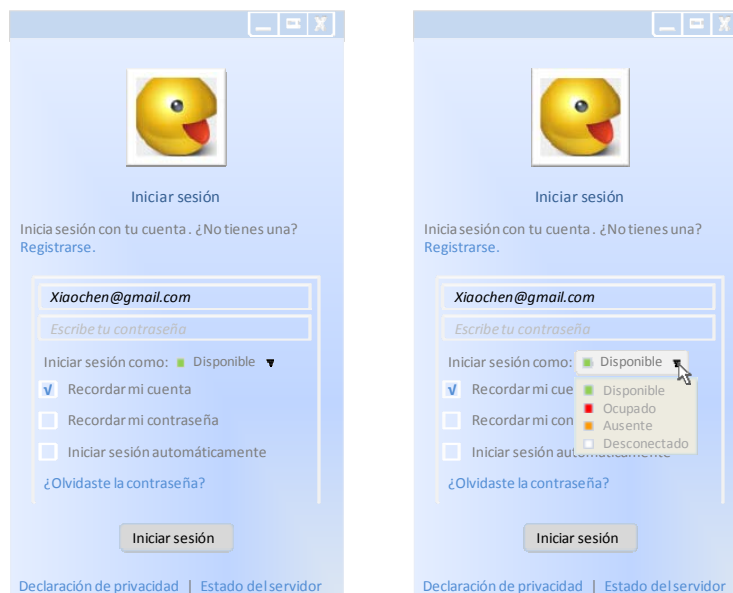 Iniciar sesión
Inicia sesión con tu cuenta. ¿No tienes una?
Registrarse.
Xiaochen@gmail.com
Escribe tu contraseña
Iniciar sesión como: Disponible
√ Recordar mi cuenta
Recordar mi contraseña
Iniciar sesión automáticamente
¿Olvidaste la contraseña?
Iniciar sesión
Declaración de privacidad | Estado del servidor
Iniciar sesión
Inicia sesión con tu cuenta. ¿No tienes una?
Registrarse.
Xiaochen@gmail.com
Escribe tu contraseña
Iniciar sesión como: Disponible
√ Recordar mi cue
Disponible
Ocupado
Recordar mi con
Ausente
Desconectado
Iniciar sesión automáticamente
¿Olvidaste la contraseña?
Iniciar sesión
Declaración de privacidad | Estado del servidor